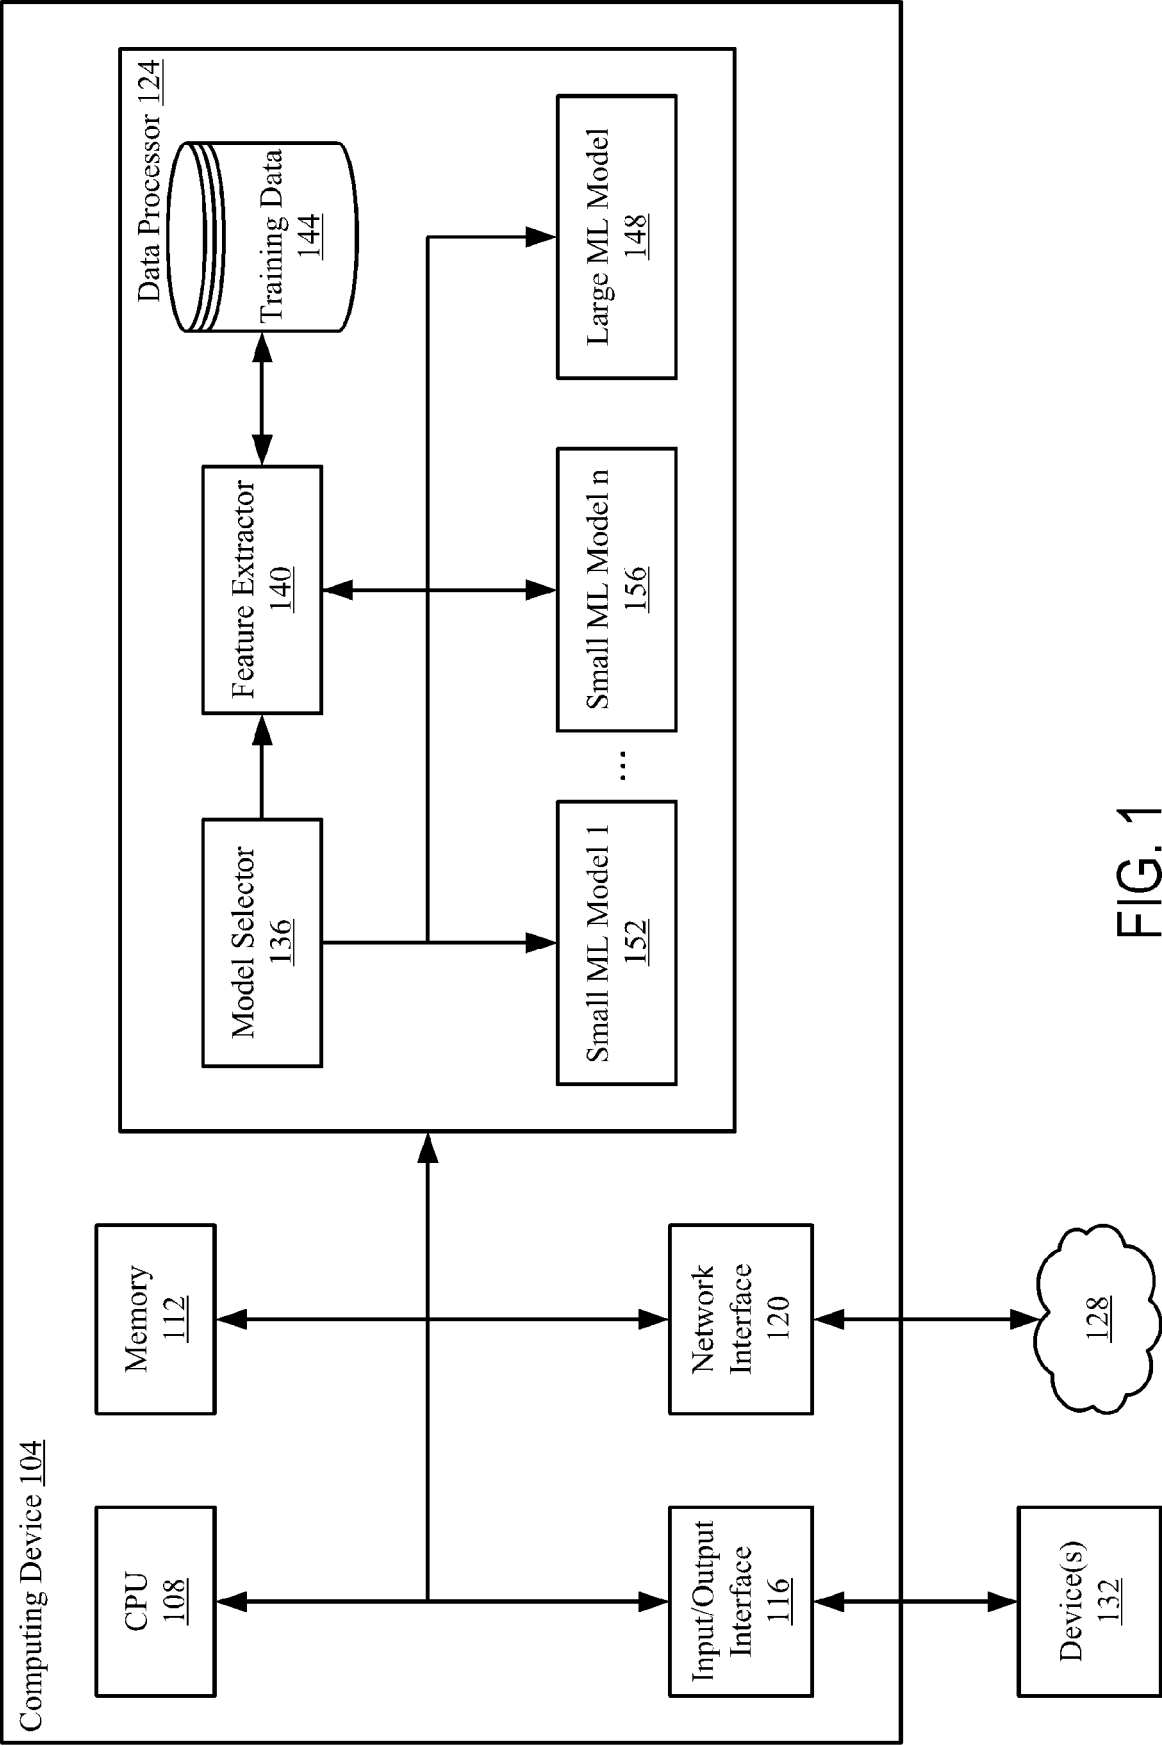 Computing Device 104
CPU
108
Memory
112
Input/Output
Interface
116
Network
Interface
120
Device(s)
132
128
Data Processor 124
Model Selector
136
Feature Extractor
140
Training Data
144
Small ML Model 1
152
...
Small ML Model n
156
Large ML Model
148
FIG. 1